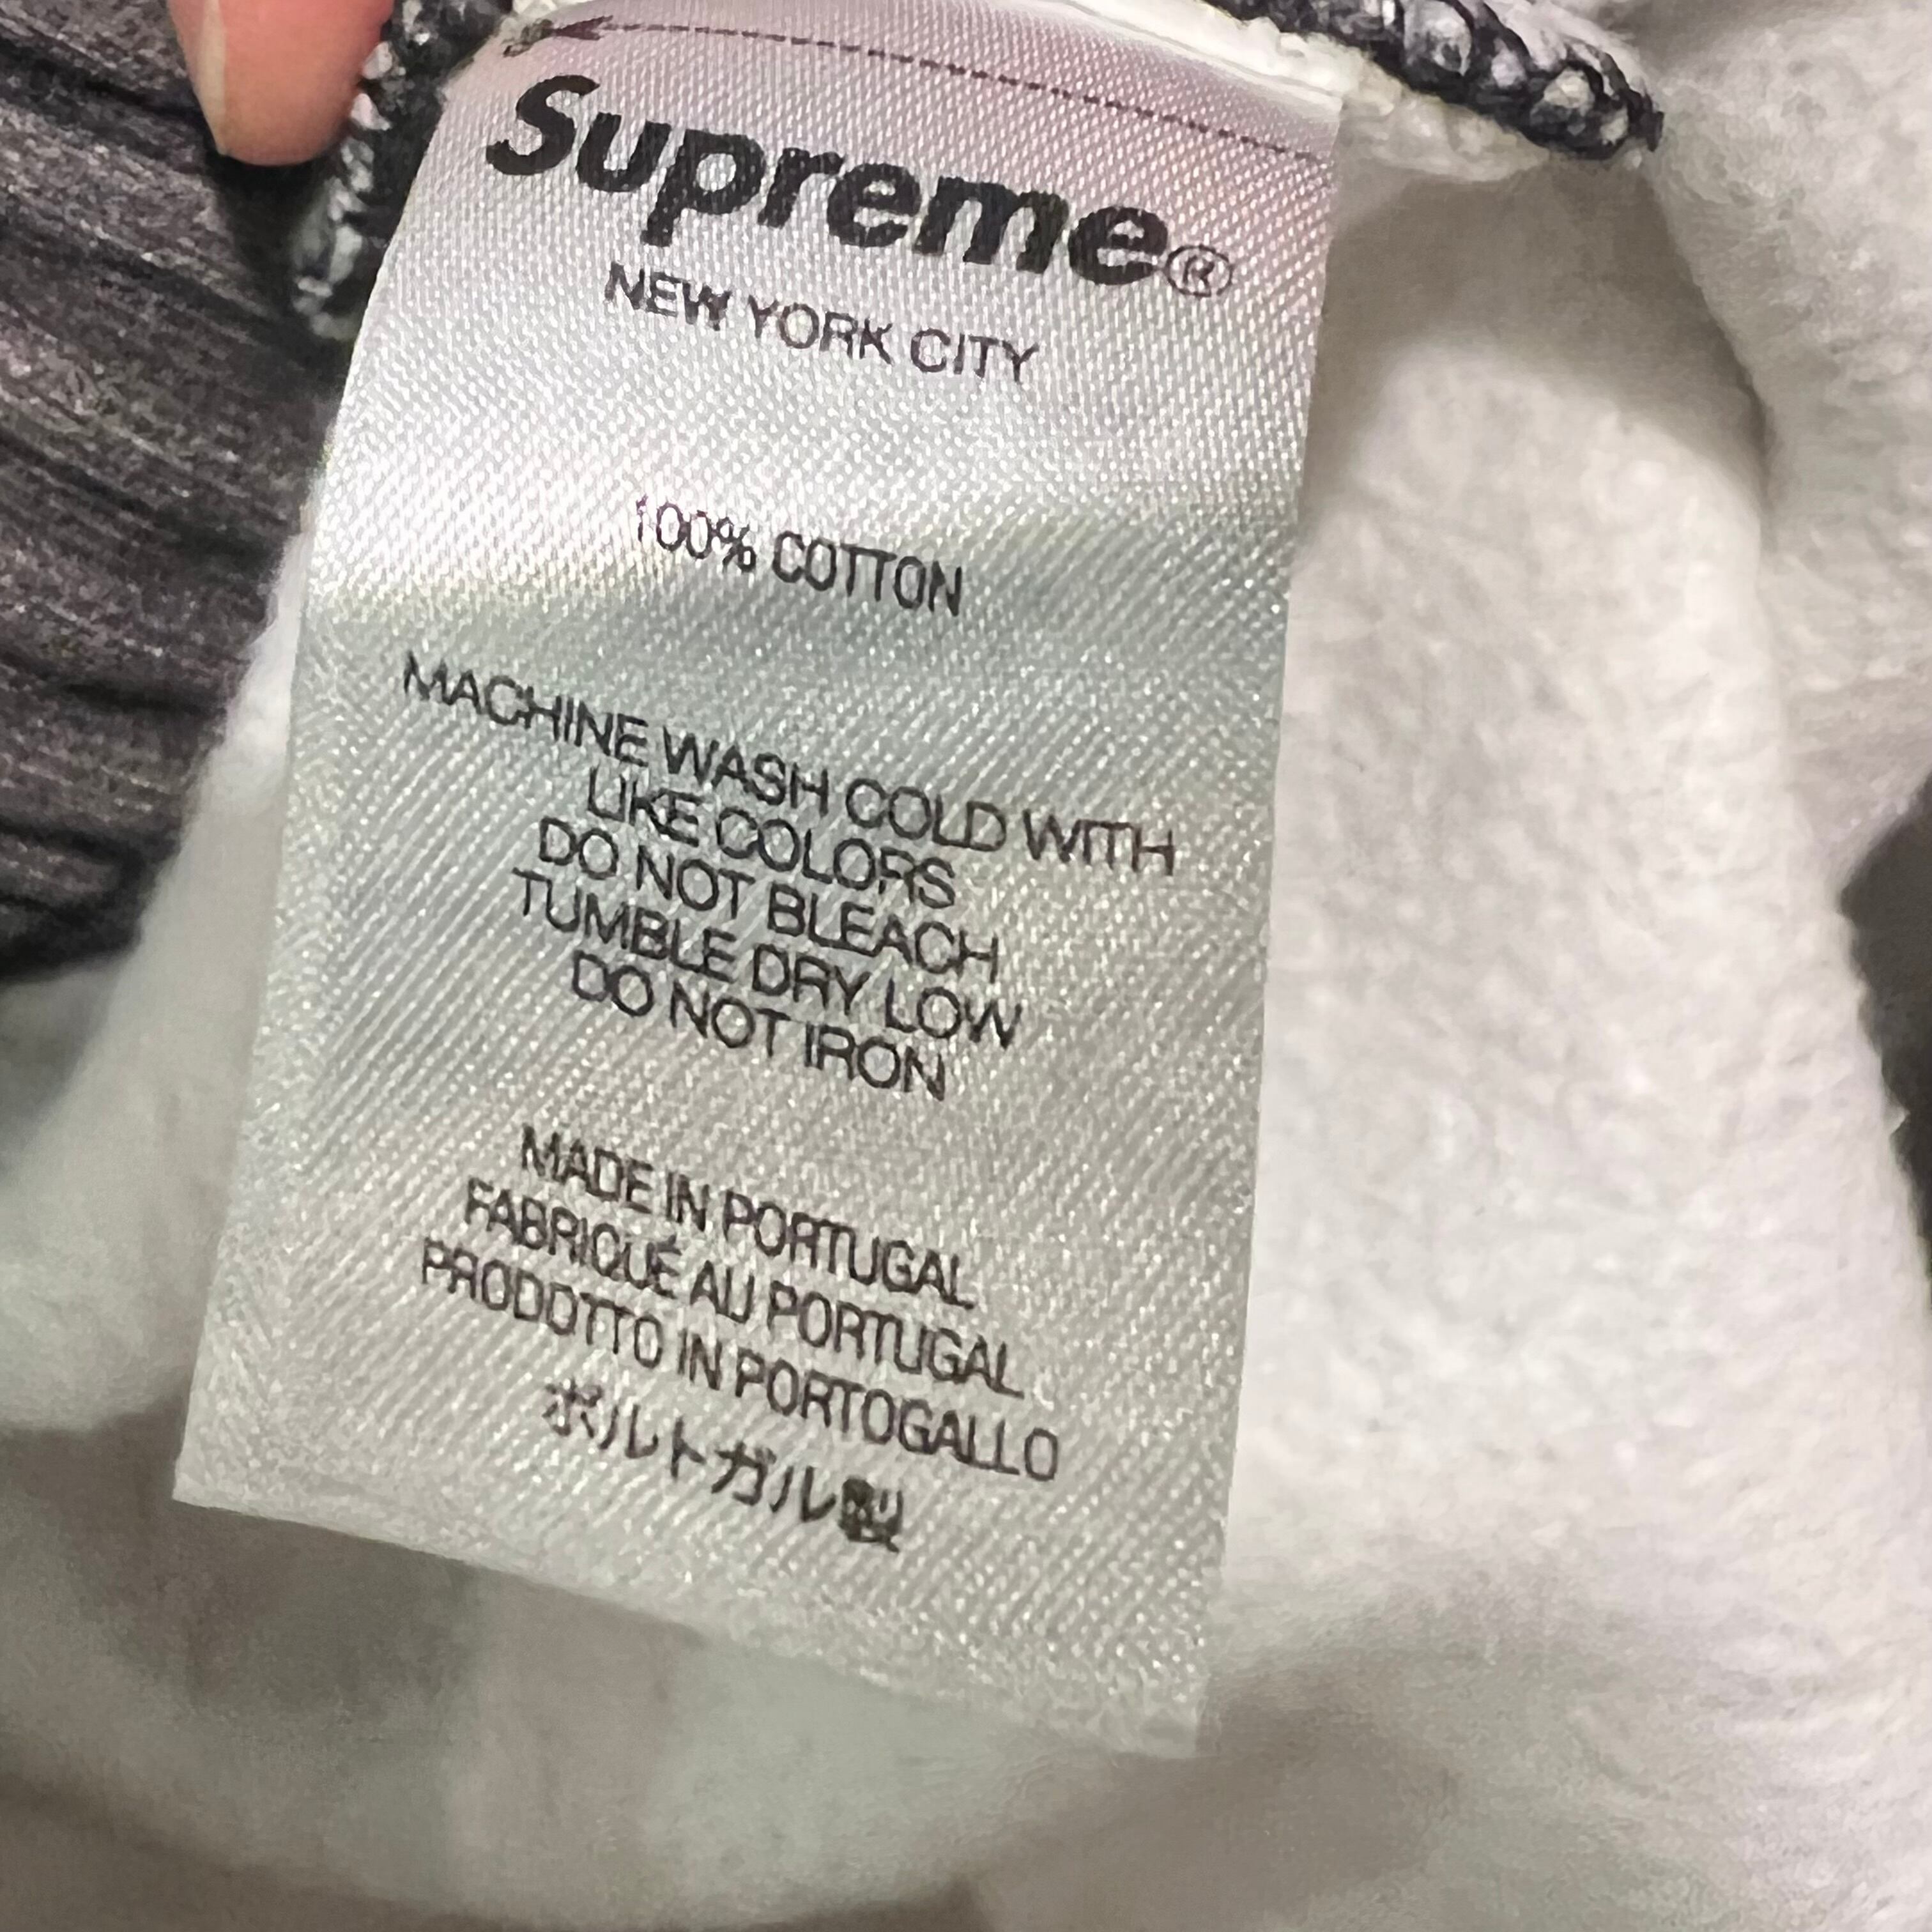 Supreme®
NEW YORK CITY
100% COTTON
MACHINE WASH COLD WITH
LIKE COLORS
DO NOT BLEACH
TUMBLE DRY LOW
DO NOT IRON
MADE IN PORTUGAL
FABRIQUÉ AU PORTUGAL
PRODOTTO IN PORTOGALLO
ポルトガル製